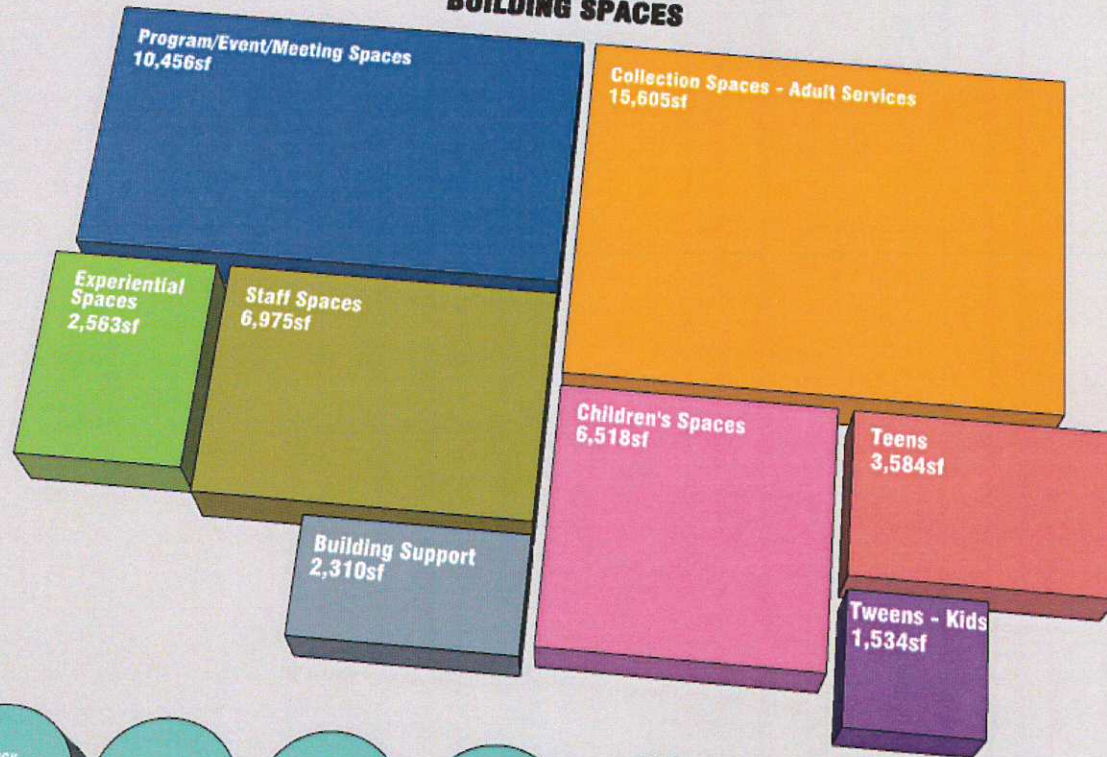 BUILDING SPACES
Program/Event/Meeting Spaces
10,456sf
Collection Spaces - Adult Services
15,605sf
Experiential
Spaces
2,563sf
Staff Spaces
6,975sf
Children's Spaces
6,518sf
Teens
3,584sf
Building Support
2,310sf
Tweens - Kids
1,534sf